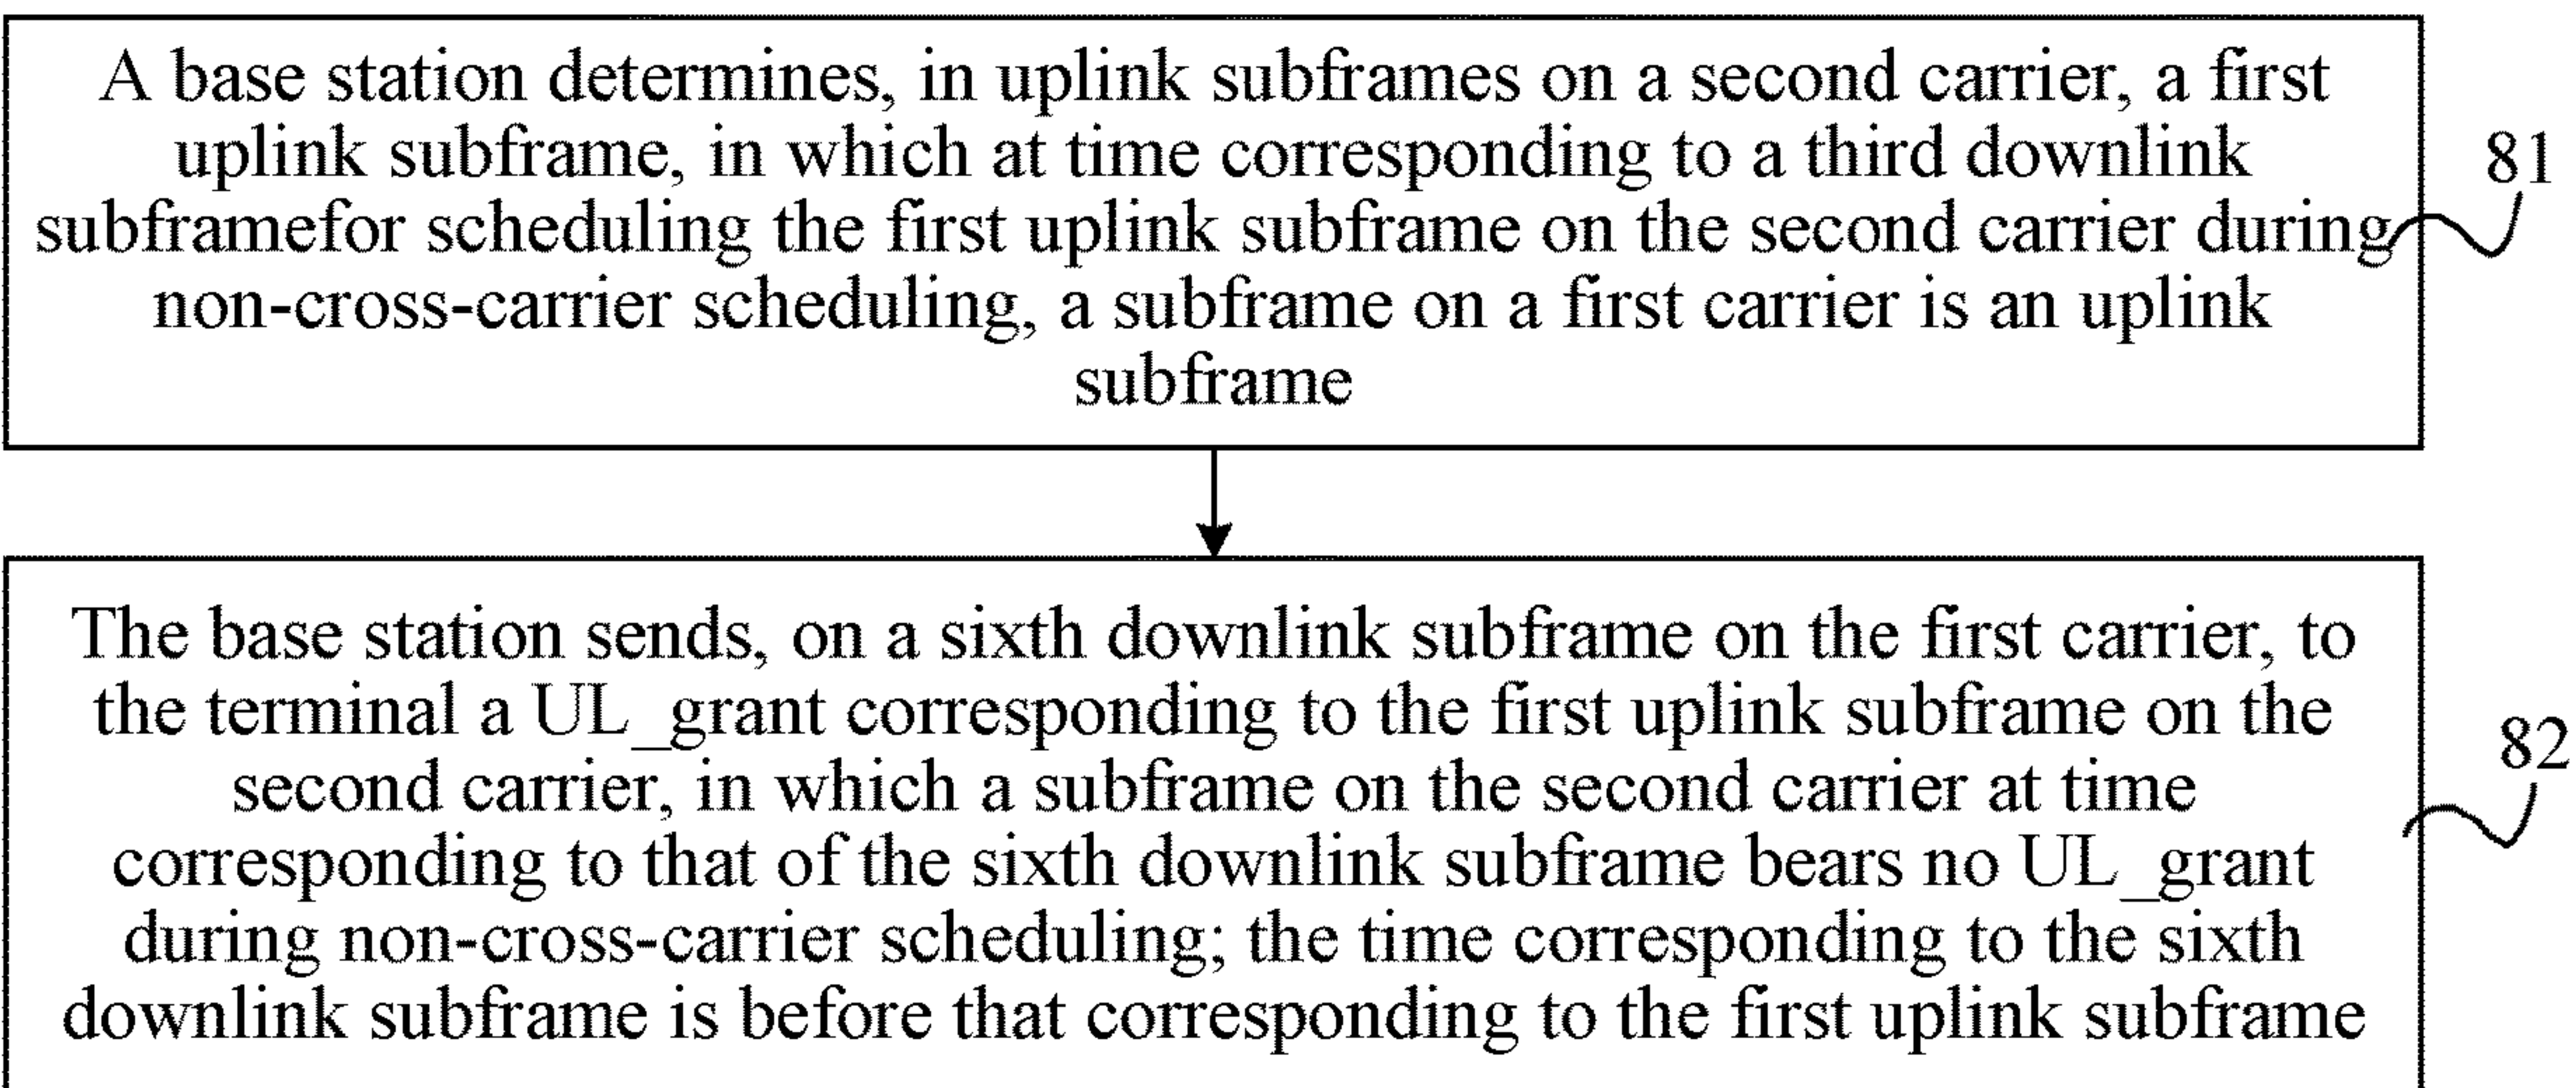 A base station determines, in uplink subframes on a second carrier, a first
uplink subframe, in which at time corresponding to a third downlink
subframefor scheduling the first uplink subframe on the second carrier during
non-cross-carrier scheduling, a subframe on a first carrier is an uplink
subframe
81
The base station sends, on a sixth downlink subframe on the first carrier, to
the terminal a UL_grant corresponding to the first uplink subframe on the
second carrier, in which a subframe on the second carrier at time
corresponding to that of the sixth downlink subframe bears no UL_grant
during non-cross-carrier scheduling; the time corresponding to the sixth
downlink subframe is before that corresponding to the first uplink subframe
82